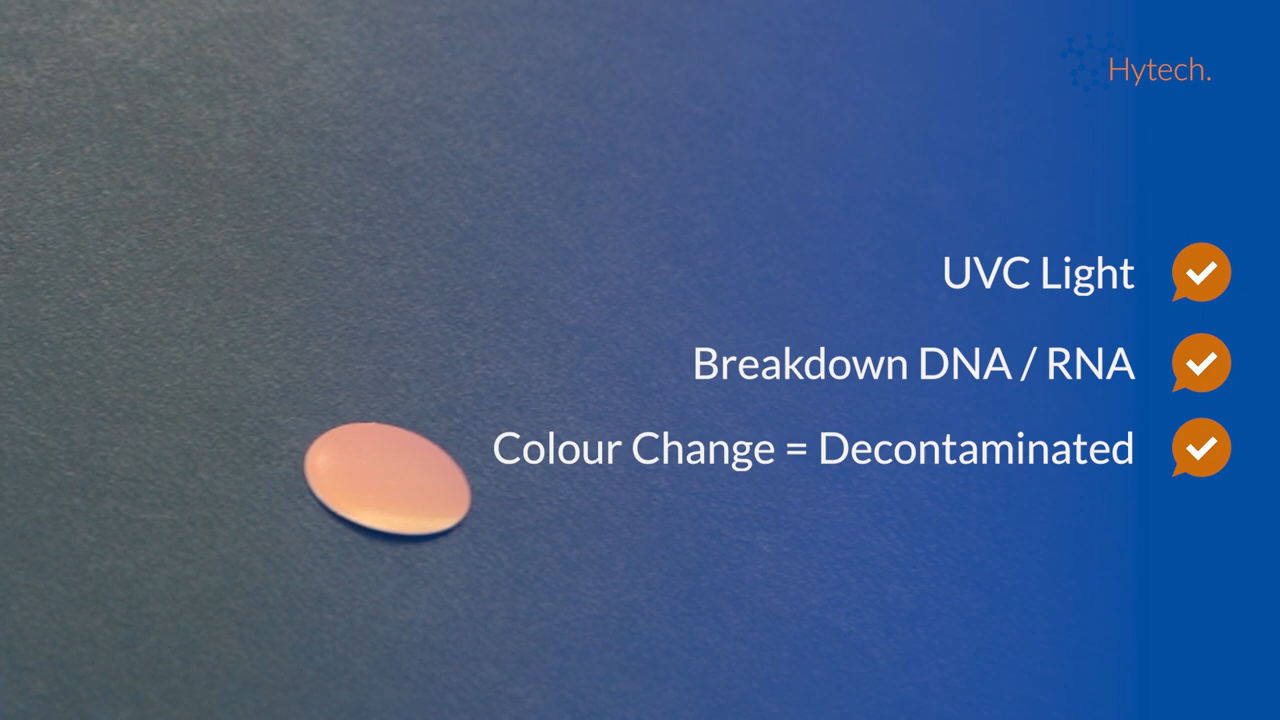 Hytech.
UVC Light
Breakdown DNA / RNA
Colour Change = Decontaminated